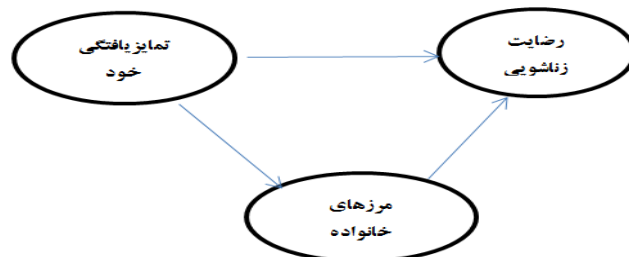 تمایزیافتگی
خود
رضایت
زناشویی
مرزهای
خانواده